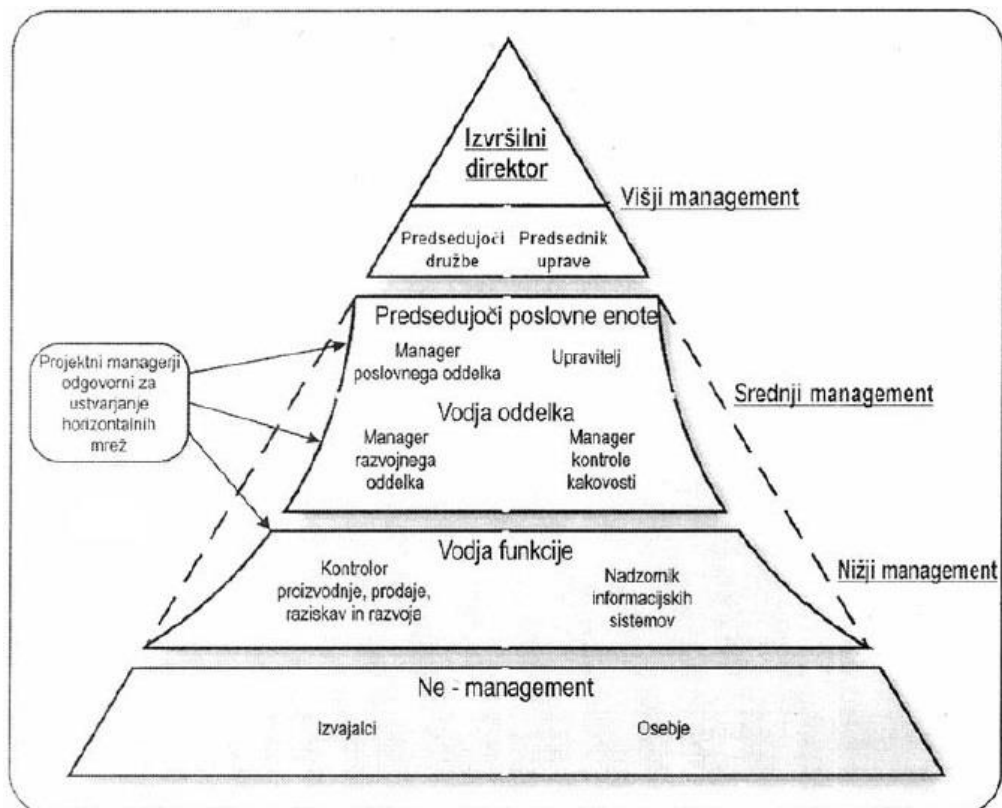 Izvršilni
direktor
Višji management
Predsedujoči
družbe
Predsednik
uprave
Predsedujoči poslovne enote
Manager
poslovnega oddelka
Upravitelj
Projektni managerji
odgovorni za
ustvarjanje
horizontalnih
mrež
Srednji management
Vodja oddelka
Manager
razvojnega
oddelka
Manager
kontrole
kakovosti
Vodja funkcije
Nižji management
Kontrolor
proizvodnje, prodaje,
raziskav in razvoja
Nadzornik
informacijskih
sistemov
Ne - management
Izvajalci
Osebje